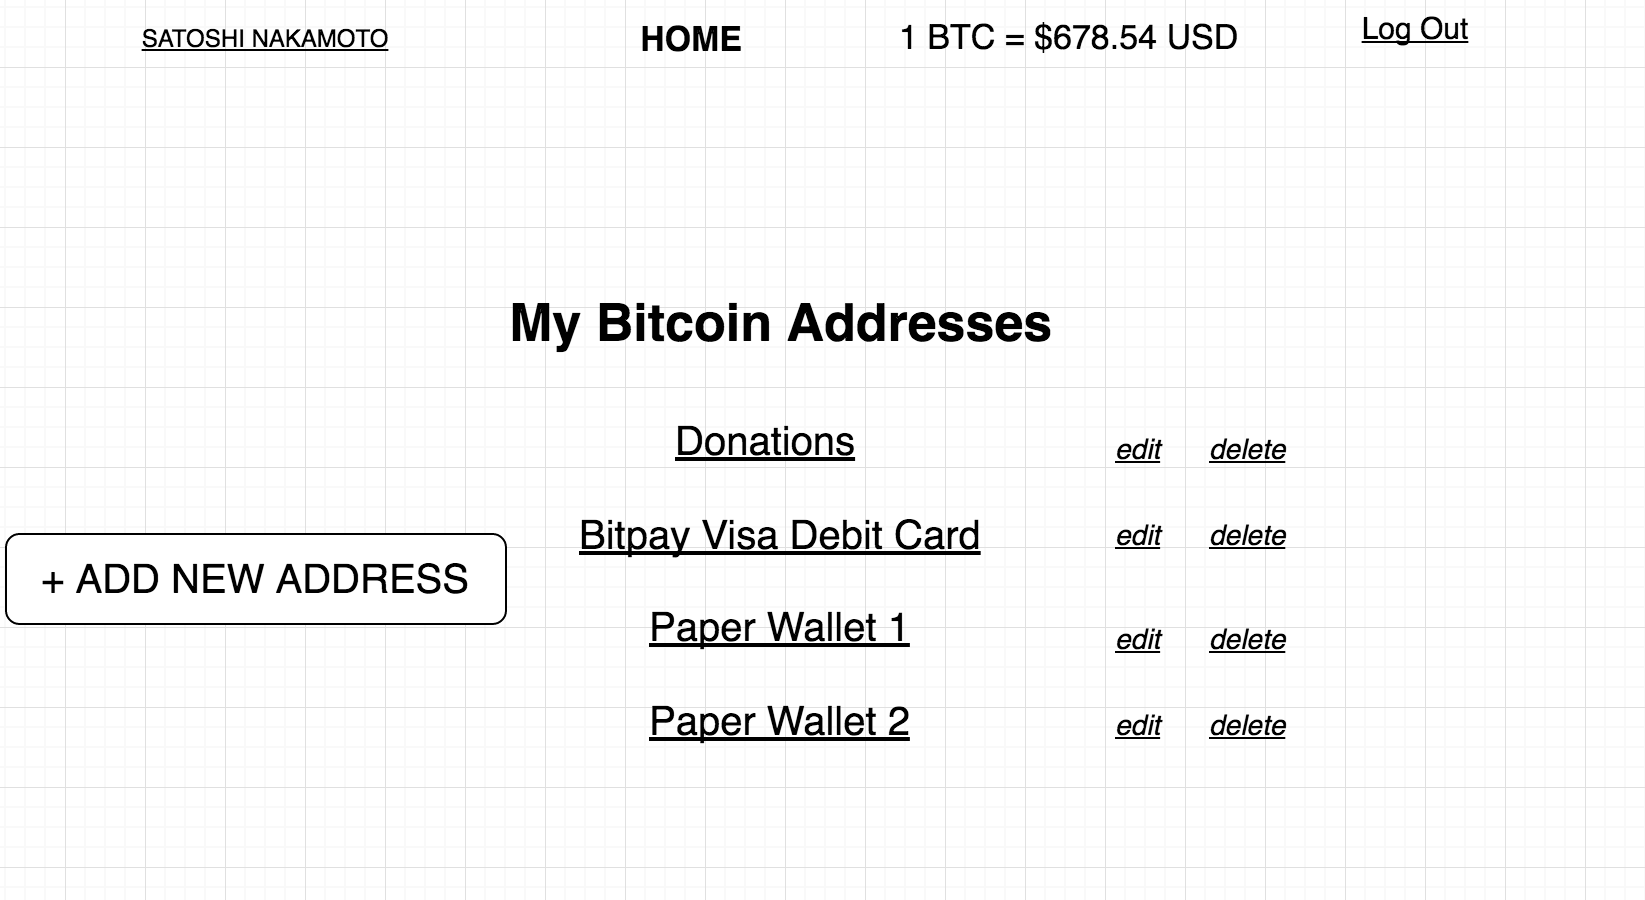 SATOSHI NAKAMOTO HOME 1 BTC = $678.54 USD Log Out
My Bitcoin Addresses
Donations edit delete
Bitpay Visa Debit Card edit delete
+ ADD NEW ADDRESS
Paper Wallet 1 edit delete
Paper Wallet 2 edit delete